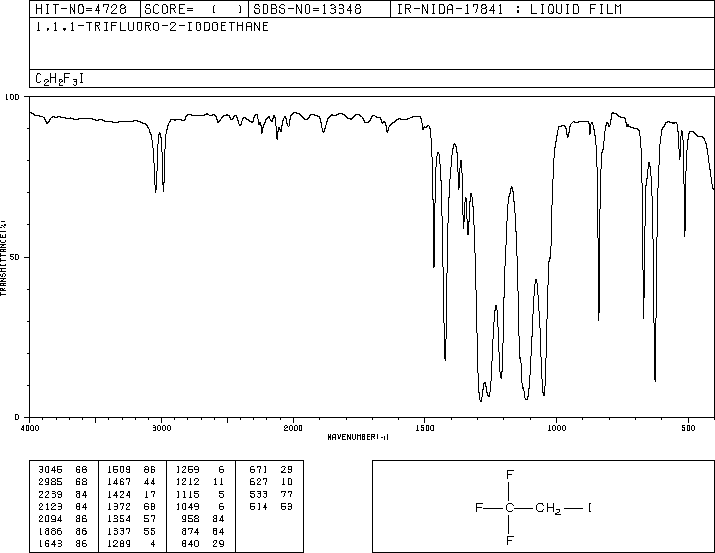 HIT-NO=4728 SCORE= ( ) SDBS-NO=13348 IR-NIDA-17841 : LIQUID FILM
1,1,1-TRIFLUORO-2-IODOETHANE
C2H2F3I
100
50
0
TRANSMITTANCE(%)
4000 3000 2000 1500 1000 500
WAVENUMBER(-1)
3045 68 1509 86 1259 6 671 29
2985 68 1467 44 1212 11 627 10
2239 84 1424 17 1115 5 533 77
2123 84 1372 68 1049 6 514 53
2094 86 1354 57 958 84
1886 86 1337 55 874 84
1643 86 1289 4 840 29
F
F C CH2 I
F